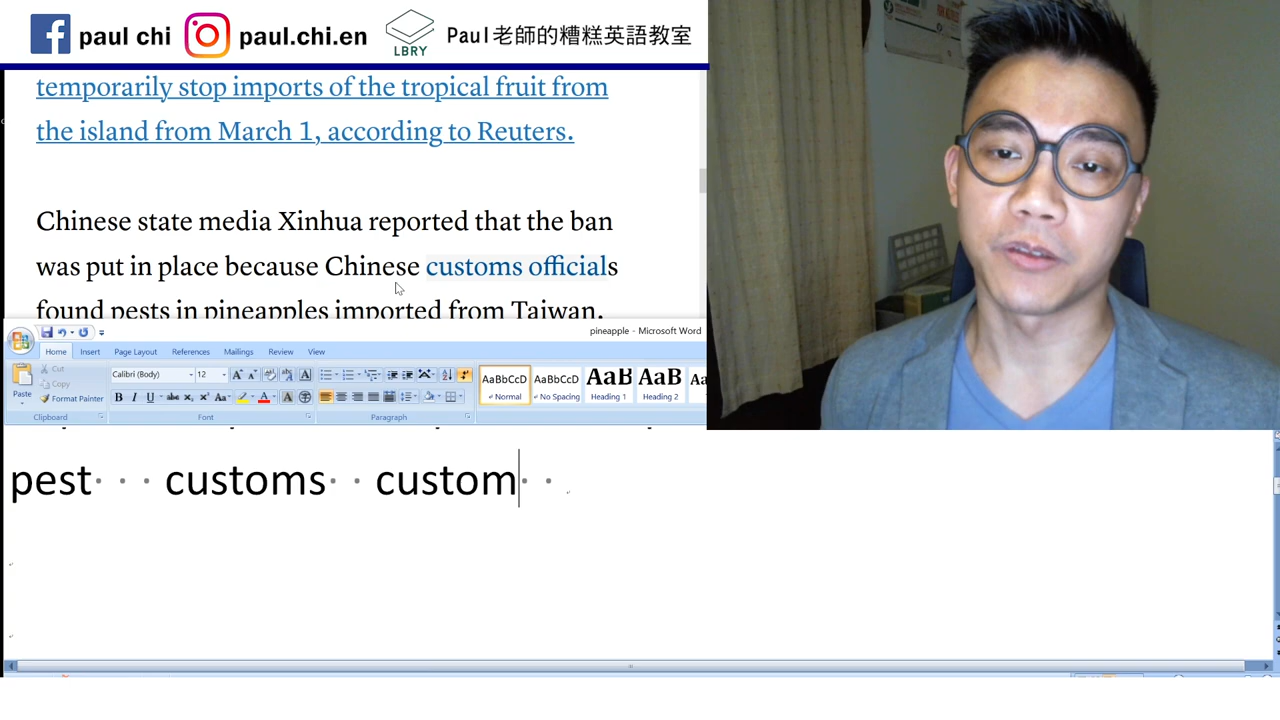 paul chi paul.chi.en LBRY Paul老師的糟糕英語教室
temporarily stop imports of the tropical fruit from
the island from March 1, according to Reuters.
Chinese state media Xinhua reported that the ban
was put in place because Chinese customs officials
found pests in pineapples imported from Taiwan.
pineapple - Microsoft Word
Home Insert Page Layout References Mailings Review View
Paste
Cut
Copy
Format Painter
Calibri (Body) 12
AaBbCcD AaBbCcD AaB AaB Aa
Normal No Spacing Heading 1 Heading 2
Clipboard Font Paragraph
pest customs custom